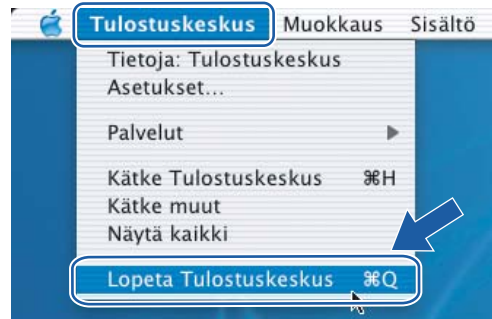 Tulostuskeskus Muokkaus Sisältö
Tietoja: Tulostuskeskus
Asetukset...
Palvelut
Kätke Tulostuskeskus ⌘H
Kätke muut
Näytä kaikki
Lopeta Tulostuskeskus ⌘Q